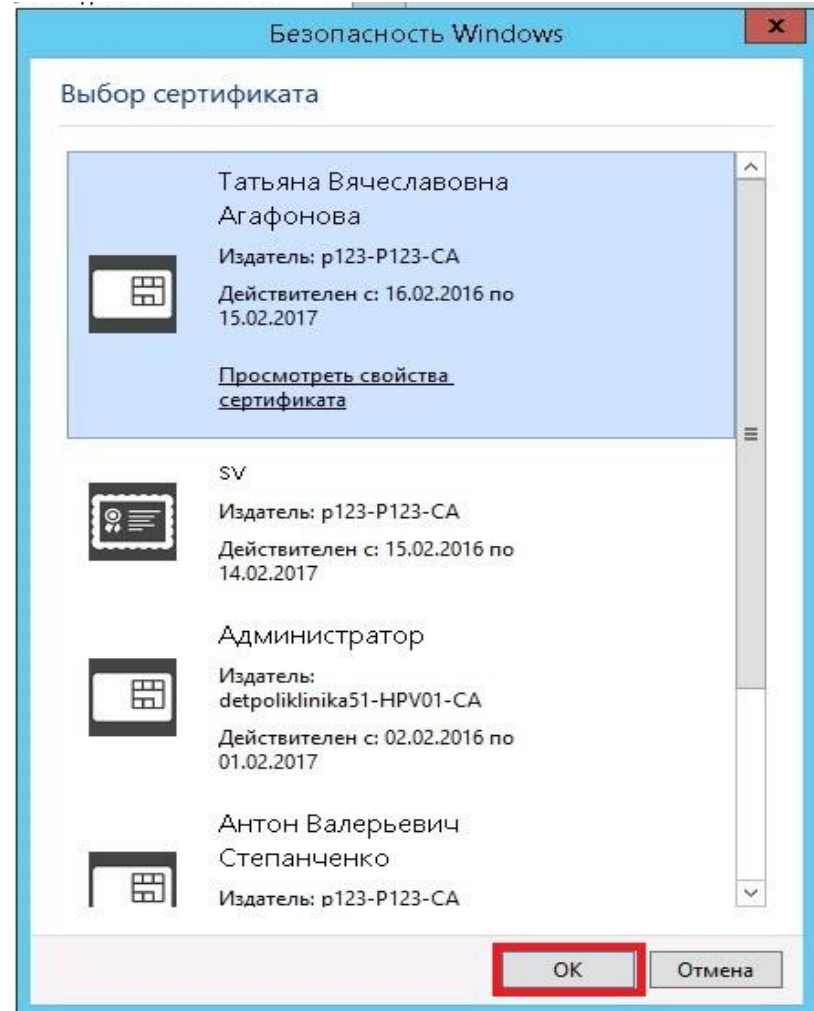 Безопасность Windows
x
Выбор сертификата
Татьяна Вячеславовна
Агафонова
Издатель: p123-P123-CA
Действителен с: 16.02.2016 по
15.02.2017
Просмотреть свойства
сертификата
sv
Издатель: p123-P123-CA
Действителен с: 15.02.2016 по
14.02.2017
Администратор
Издатель:
detpoliklinika51-HPV01-CA
Действителен с: 02.02.2016 по
01.02.2017
Антон Валерьевич
Степанченко
Издатель: p123-P123-CA
ОК
Отмена